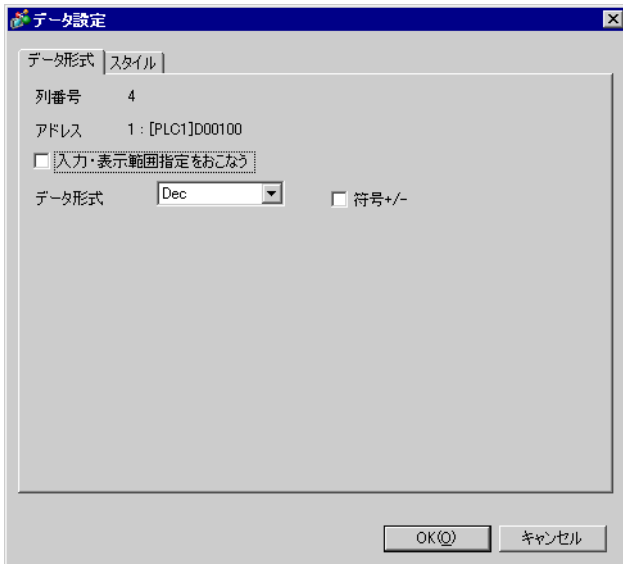 データ設定
データ形式 スタイル
列番号 4
アドレス 1 : [PLC1]D00100
入力・表示範囲指定をおこなう
データ形式 Dec 符号+/-
OK(O) キャンセル